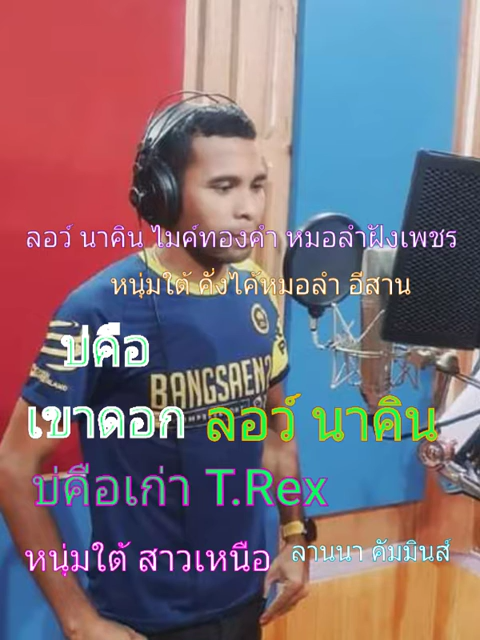 ลอว์ นาคิน ไมค์ทองคำ หมอลำฝังเพชร
หนุ่มใต้ คังไค้หมอลำ อีสาน
บ่คือ
BANGSAEN
เขาดอก ลอว์ นาคิน
บ่คือเก่า T.Rex
หนุ่มใต้ สาวเหนือ ลานนา คัมมินส์